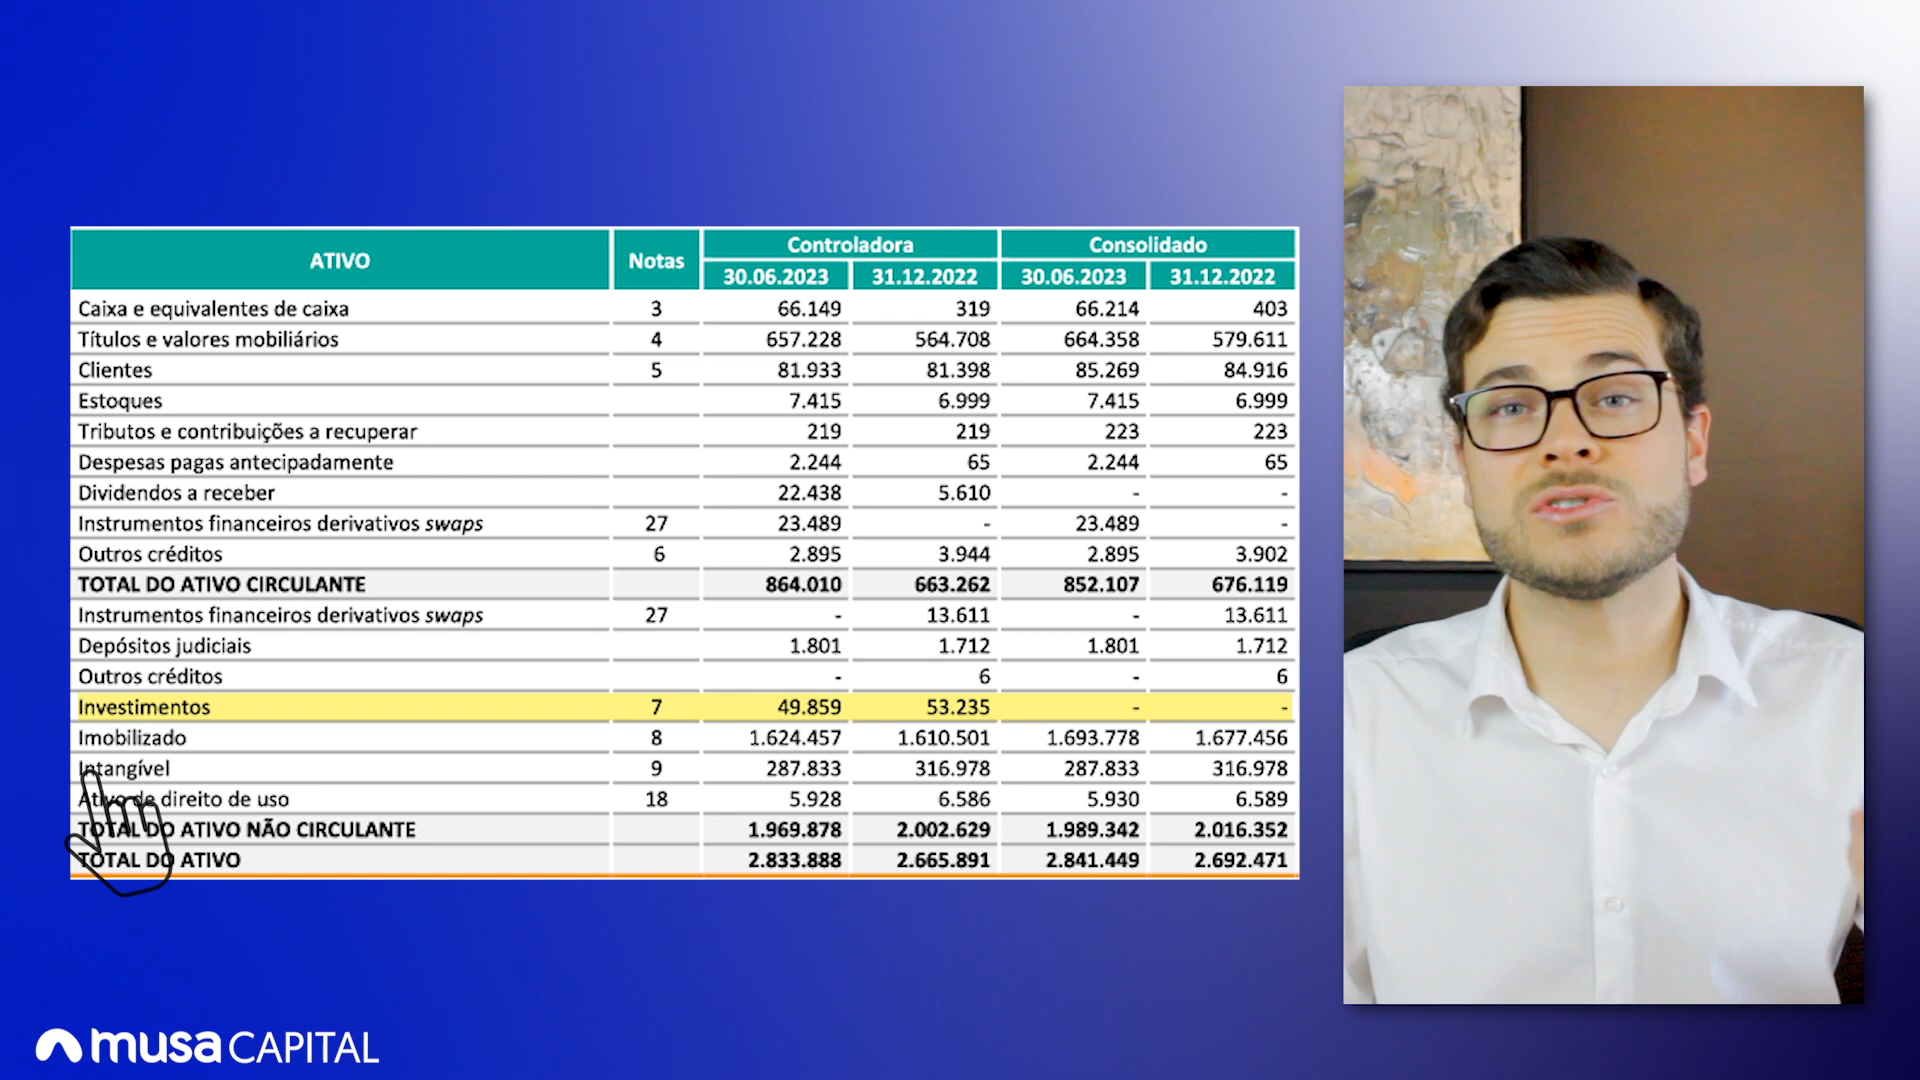 ATIVO Notas Controladora Consolidado
30.06.2023 31.12.2022 30.06.2023 31.12.2022
Caixa e equivalentes de caixa 3 66.149 319 66.214 403
Títulos e valores mobiliários 4 657.228 564.708 664.358 579.611
Clientes 5 81.933 81.398 85.269 84.916
Estoques 7.415 6.999 7.415 6.999
Tributos e contribuições a recuperar 219 219 223 223
Despesas pagas antecipadamente 2.244 65 2.244 65
Dividendos a receber 22.438 5.610 - -
Instrumentos financeiros derivativos swaps 27 23.489 - 23.489 -
Outros créditos 6 2.895 3.944 2.895 3.902
TOTAL DO ATIVO CIRCULANTE 864.010 663.262 852.107 676.119
Instrumentos financeiros derivativos swaps 27 - 13.611 - 13.611
Depósitos judiciais 1.801 1.712 1.801 1.712
Outros créditos - 6 - 6
Investimentos 7 49.859 53.235 - -
Imobilizado 8 1.624.457 1.610.501 1.693.778 1.677.456
Intangível 9 287.833 316.978 287.833 316.978
Ativo de direito de uso 18 5.928 6.586 5.930 6.589
TOTAL DO ATIVO NÃO CIRCULANTE 1.969.878 2.002.629 1.989.342 2.016.352
TOTAL DO ATIVO 2.833.888 2.665.891 2.841.449 2.692.471
musa CAPITAL